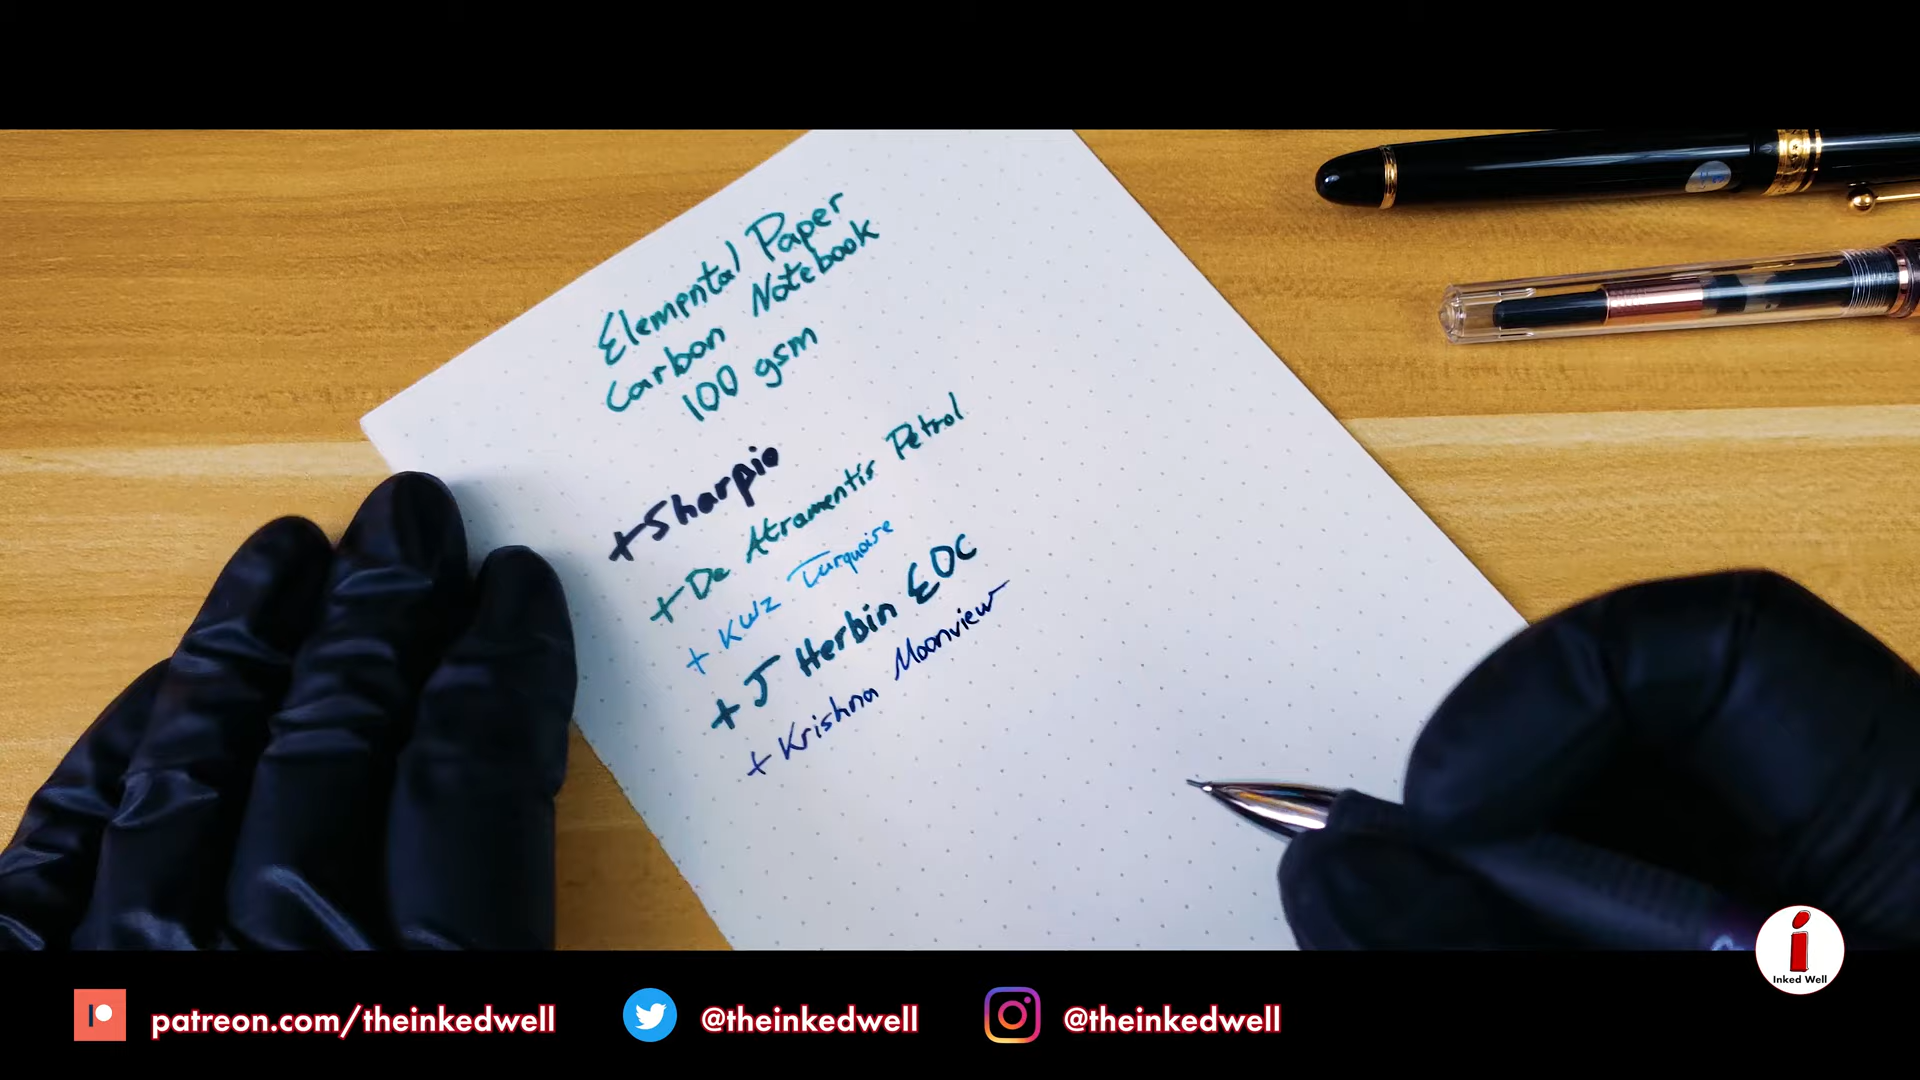 Elemental Paper
Carbon Notebook
100 gsm
+ Sharpie
+ De Atramentis Petrol
+ KWZ Turquoise
+ J Herbin EOC
+ Krishna Moonview
i
Inked Well
patreon.com/theinkedwell
@theinkedwell
@theinkedwell